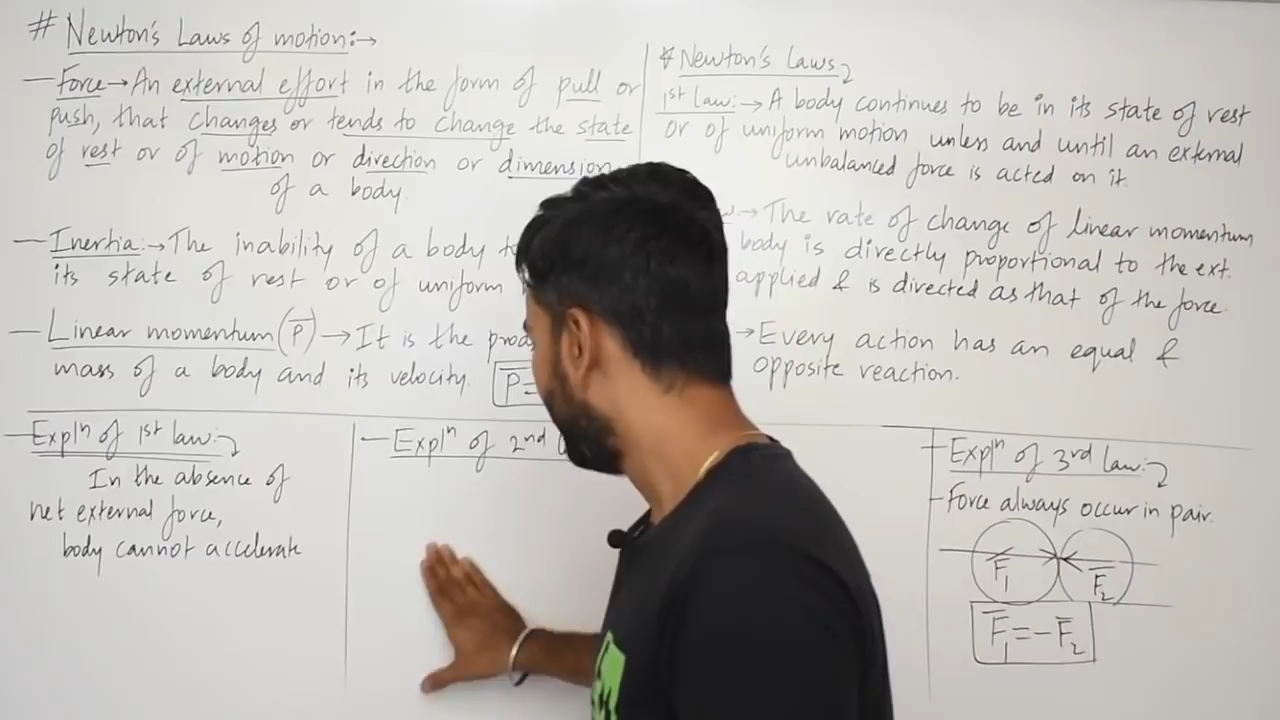 # Newton's Laws of motion:→
— Force → An external effort in the form of pull or
push, that changes or tends to change the state
of rest or of motion or direction or dimension
of a body.
— Inertia:→ The inability of a body
its state of rest or of uniform
— Linear momentum (P) → It is the
mass of a body and its velocity. P=
* Newton's Laws
1st law:→ A body continues to be in its state of rest
or of uniform motion unless and until an external
unbalanced force is acted on it.
→ The rate of change of linear momentum
body is directly proportional to the ext.
applied & is directed as that of the force.
→ Every action has an equal &
opposite reaction.
— Explⁿ of 1st law:
In the absence of
net external force,
body cannot accelerate
— Explⁿ of 2nd
— Explⁿ of 3rd law:
— Force always occur in pair.
F₁ F₂
F₁ = -F₂